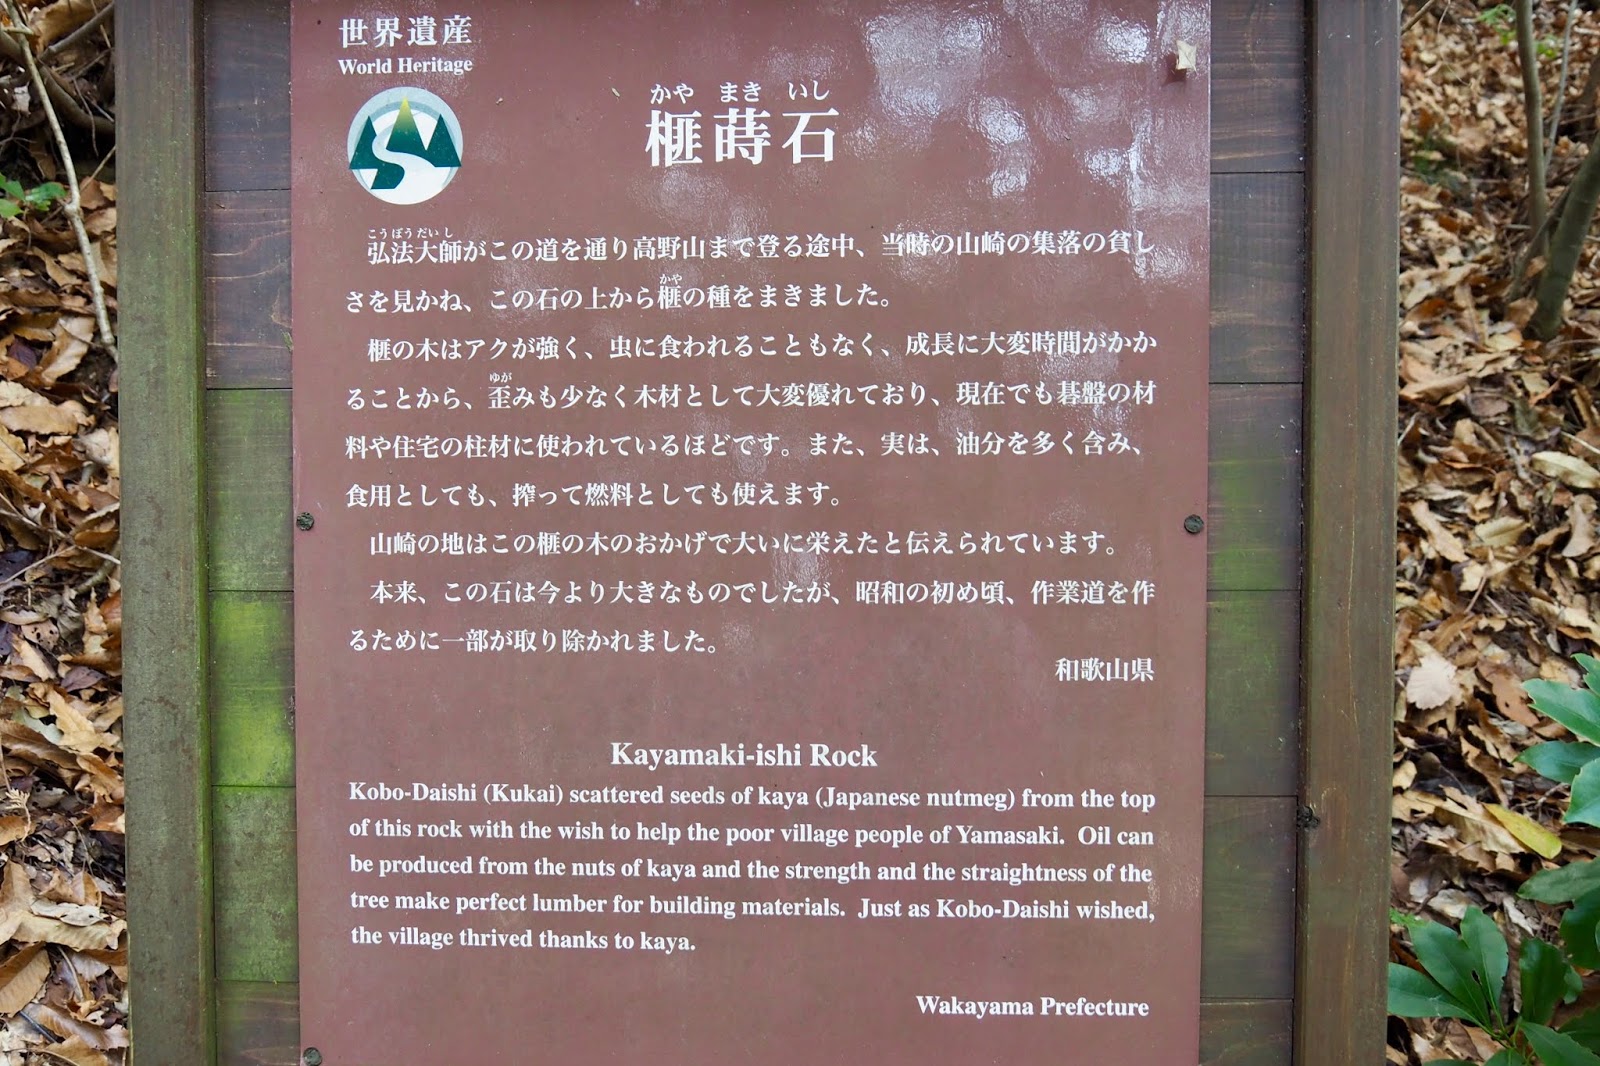 世界遺産
World Heritage
かや まき いし
榧蒔石
こうぼうだいし
弘法大師がこの道を通り高野山まで登る途中、当時の山崎の集落の貧し
かや
さを見かね、この石の上から榧の種をまきました。
榧の木はアクが強く、虫に食われることもなく、成長に大変時間がかか
ゆが
ることから、歪みも少なく木材として大変優れており、現在でも碁盤の材
料や住宅の柱材に使われているほどです。また、実は、油分を多く含み、
食用としても、搾って燃料としても使えます。
山崎の地はこの榧の木のおかげで大いに栄えたと伝えられています。
本来、この石は今より大きなものでしたが、昭和の初め頃、作業道を作
るために一部が取り除かれました。
和歌山県
Kayamaki-ishi Rock
Kobo-Daishi (Kukai) scattered seeds of kaya (Japanese nutmeg) from the top
of this rock with the wish to help the poor village people of Yamasaki. Oil can
be produced from the nuts of kaya and the strength and the straightness of the
tree make perfect lumber for building materials. Just as Kobo-Daishi wished,
the village thrived thanks to kaya.
Wakayama Prefecture